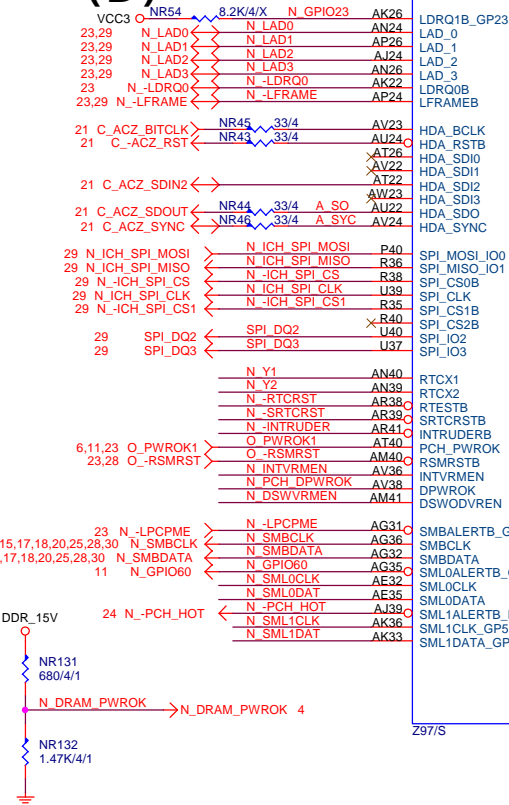 VCC3 NR54 8.2K/4/X N_GPIO23 AK26 LDRQ1B_GP23
23,29 N_LAD0 N_LAD0 AN24 LAD_0
23,29 N_LAD1 N_LAD1 AP26 LAD_1
23,29 N_LAD2 N_LAD2 AJ24 LAD_2
23,29 N_LAD3 N_LAD3 AN26 LAD_3
23 N_-LDRQ0 N_-LDRQ0 AK22 LDRQ0B
23,29 N_-LFRAME N_-LFRAME AP24 LFRAMEB
21 C_ACZ_BITCLK NR45 33/4 AV23 HDA_BCLK
21 C_-ACZ_RST NR43 33/4 AU24 HDA_RSTB
AT26 HDA_SDI0
AV22 HDA_SDI1
21 C_ACZ_SDIN2 AT22 HDA_SDI2
AW23 HDA_SDI3
21 C_ACZ_SDOUT NR44 33/4 A_SO AU22 HDA_SDO
21 C_ACZ_SYNC NR46 33/4 A_SYC AV24 HDA_SYNC
29 N_ICH_SPI_MOSI N_ICH_SPI_MOSI P40 SPI_MOSI_IO0
29 N_ICH_SPI_MISO N_ICH_SPI_MISO R36 SPI_MISO_IO1
29 N_-ICH_SPI_CS N_-ICH_SPI_CS R38 SPI_CS0B
29 N_ICH_SPI_CLK N_ICH_SPI_CLK U39 SPI_CLK
29 N_-ICH_SPI_CS1 N_-ICH_SPI_CS1 R35 SPI_CS1B
R40 SPI_CS2B
29 SPI_DQ2 SPI_DQ2 U40 SPI_IO2
29 SPI_DQ3 SPI_DQ3 U37 SPI_IO3
N_Y1 AN40 RTCX1
N_Y2 AN39 RTCX2
N_-RTCRST AR38 RTESTB
N_-SRTCRST AR39 SRTCRSTB
N_-INTRUDER AR41 INTRUDERB
6,11,23 O_PWROK1 O_PWROK1 AT40 PCH_PWROK
23,28 O_-RSMRST O_-RSMRST AM40 RSMRSTB
N_INTVRMEN AV36 INTVRMEN
N_PCH_DPWROK AV38 DPWROK
N_DSWVRMEN AM41 DSWODVREN
23 N_-LPCPME N_-LPCPME AG31 SMBALERTB_G
15,17,18,20,25,28,30 N_SMBCLK N_SMBCLK AG36 SMBCLK
,17,18,20,25,28,30 N_SMBDATA N_SMBDATA AG32 SMBDATA
11 N_GPIO60 N_GPIO60 AG35 SML0ALERTB_
N_SML0CLK AE32 SML0CLK
N_SML0DAT AE35 SML0DATA
24 N_-PCH_HOT N_-PCH_HOT AJ39 SML1ALERTB_
N_SML1CLK AK36 SML1CLK_GP5
N_SML1DAT AK33 SML1DATA_GP
DDR_15V
NR131
680/4/1
N_DRAM_PWROK N_DRAM_PWROK 4
NR132
1.47K/4/1
Z97/S